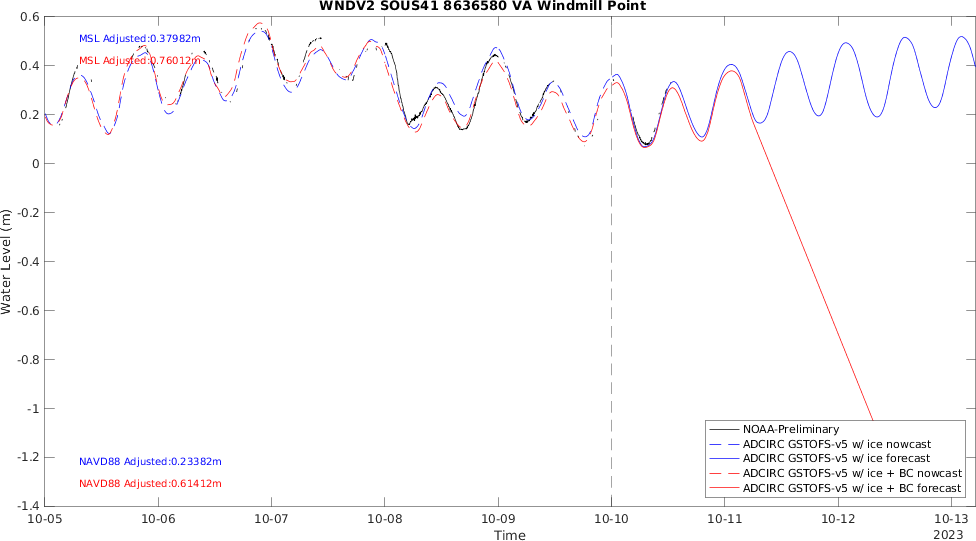 WNDV2 SOUS41 8636580 VA Windmill Point
0.6
0.4
0.2
0
-0.2
-0.4
-0.6
-0.8
-1
-1.2
-1.4
Water Level (m)
MSL Adjusted:0.37982m
MSL Adjusted:0.76012m
NAVD88 Adjusted:0.23382m
NAVD88 Adjusted:0.61412m
NOAA-Preliminary
ADCIRC GSTOFS-v5 w/ ice nowcast
ADCIRC GSTOFS-v5 w/ ice forecast
ADCIRC GSTOFS-v5 w/ ice + BC nowcast
ADCIRC GSTOFS-v5 w/ ice + BC forecast
10-05 10-06 10-07 10-08 10-09 10-10 10-11 10-12 10-13
Time
2023